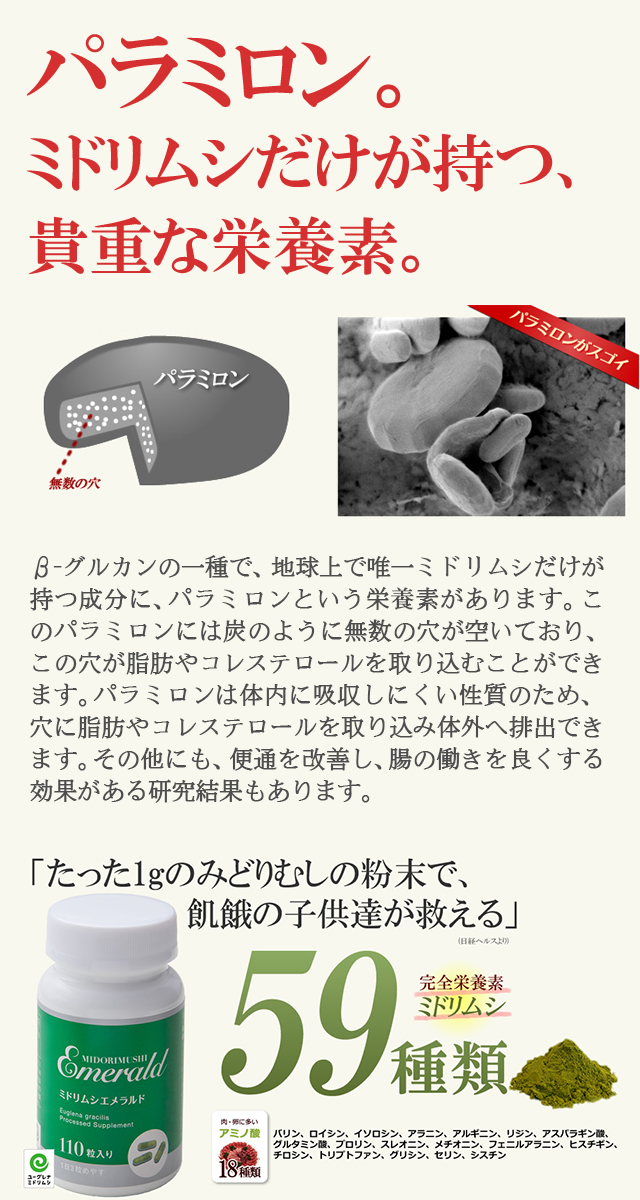 パラミロン。
ミドリムシだけが持つ、
貴重な栄養素。
パラミロン
無数の穴
パラミロンがスゴイ
β-グルカンの一種で、地球上で唯一ミドリムシだけが
持つ成分に、パラミロンという栄養素があります。こ
のパラミロンには炭のように無数の穴が空いており、
この穴が脂肪やコレステロールを取り込むことができ
ます。パラミロンは体内に吸収しにくい性質のため、
穴に脂肪やコレステロールを取り込み体外へ排出でき
ます。その他にも、便通を改善し、腸の働きを良くする
効果がある研究結果もあります。
「たった1gのみどりむしの粉末で、
飢餓の子供達が救える」
(日経ヘルスより)
59種類
完全栄養素
ミドリムシ
MIDORIMUSHI
Emerald
ミドリムシエメラルド
Euglena gracilis
Processed Supplement
110粒入り
1日3粒めやす
ユーグレナ
ミドリムシ
肉・卵に多い
アミノ酸
18種類
バリン、ロイシン、イソロシン、アラニン、アルギニン、リジン、アスパラギン酸、
グルタミン酸、プロリン、スレオニン、メチオニン、フェニルアラニン、ヒスチギン、
チロシン、トリプトファン、グリシン、セリン、シスチン